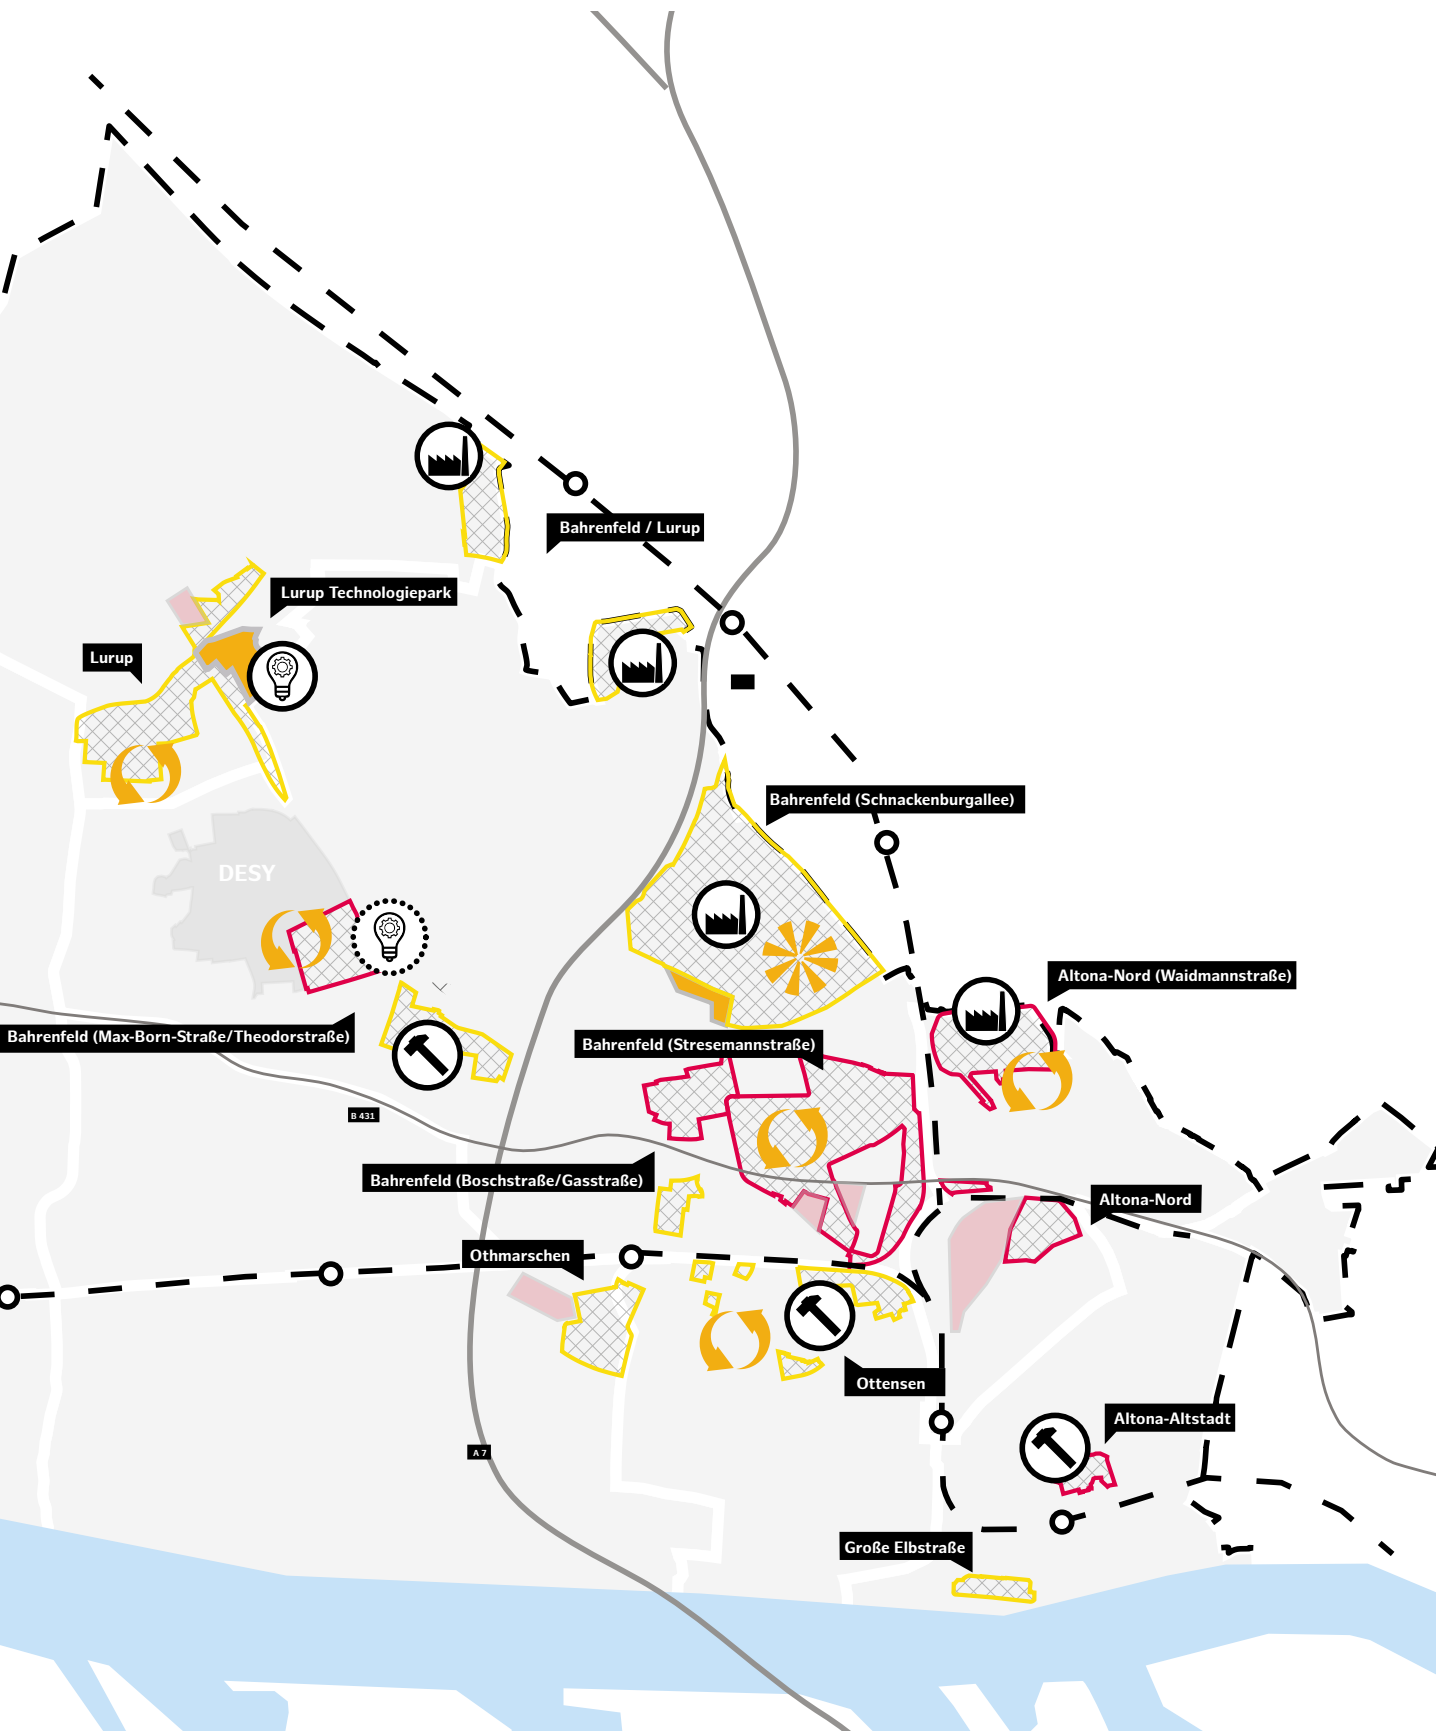 Bahrenfeld / Lurup
Lurup Technologiepark
Lurup
Bahrenfeld (Schnackenburgallee)
DESY
Altona-Nord (Waidmannstraße)
Bahrenfeld (Max-Born-Straße/Theodorstraße)
Bahrenfeld (Stresemannstraße)
B 431
Bahrenfeld (Boschstraße/Gasstraße)
Altona-Nord
Othmarschen
Ottensen
Altona-Altstadt
A 7
Große Elbstraße